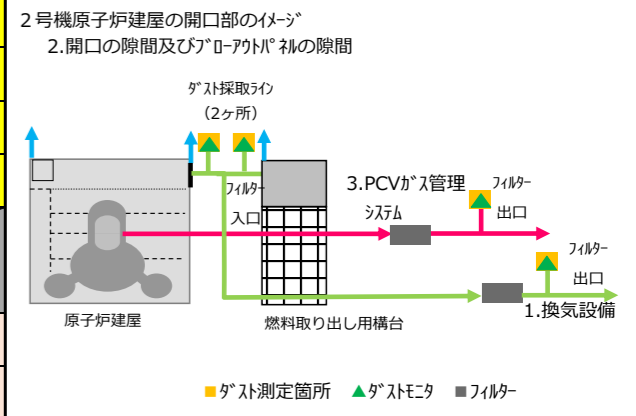 ２号機原子炉建屋の開口部のｲﾒｰｼﾞ
2.開口の隙間及びﾌﾞﾛｰｱｳﾄﾊﾟﾈﾙの隙間
ﾀﾞｽﾄ採取ﾗｲﾝ
（2ヶ所）
ﾌｨﾙﾀｰ
入口
3.PCVｶﾞｽ管理
ｼｽﾃﾑ
ﾌｨﾙﾀｰ
出口
ﾌｨﾙﾀｰ
出口
1.換気設備
原子炉建屋
燃料取り出し用構台
■ﾀﾞｽﾄ測定箇所 ▲ﾀﾞｽﾄﾓﾆﾀ ■ﾌｨﾙﾀｰ